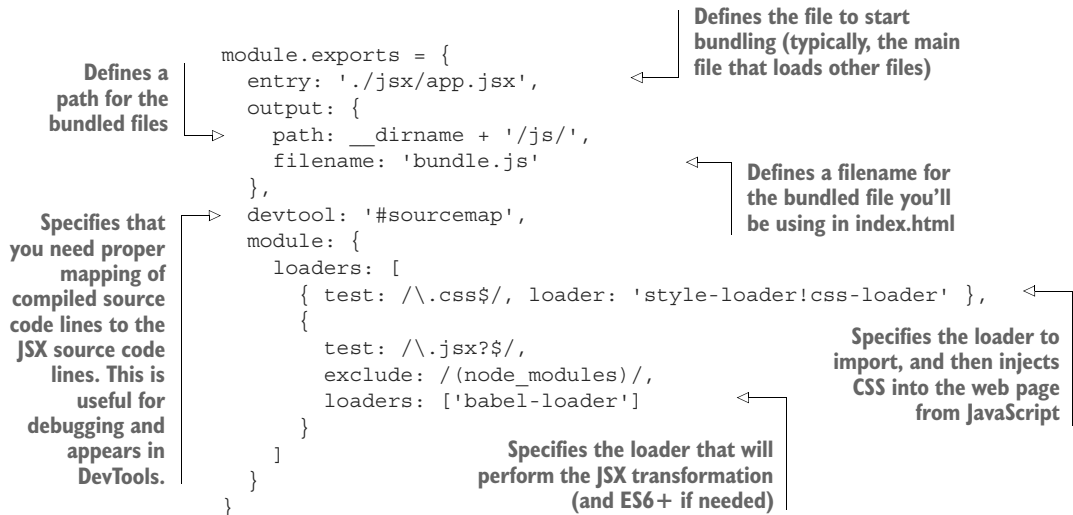 Defines the file to start
bundling (typically, the main
file that loads other files)
Defines a
path for the
bundled files
module.exports = {
entry: './jsx/app.jsx',
output: {
path: __dirname + '/js/',
filename: 'bundle.js'
},
devtool: '#sourcemap',
module: {
loaders: [
{ test: /\.css$/, loader: 'style-loader!css-loader' },
{
test: /\.jsx?$/,
exclude: /(node_modules)/,
loaders: ['babel-loader']
}
]
}
}
Defines a filename for
the bundled file you’ll
be using in index.html
Specifies that
you need proper
mapping of
compiled source
code lines to the
JSX source code
lines. This is
useful for
debugging and
appears in
DevTools.
Specifies the loader to
import, and then injects
CSS into the web page
from JavaScript
Specifies the loader that will
perform the JSX transformation
(and ES6+ if needed)